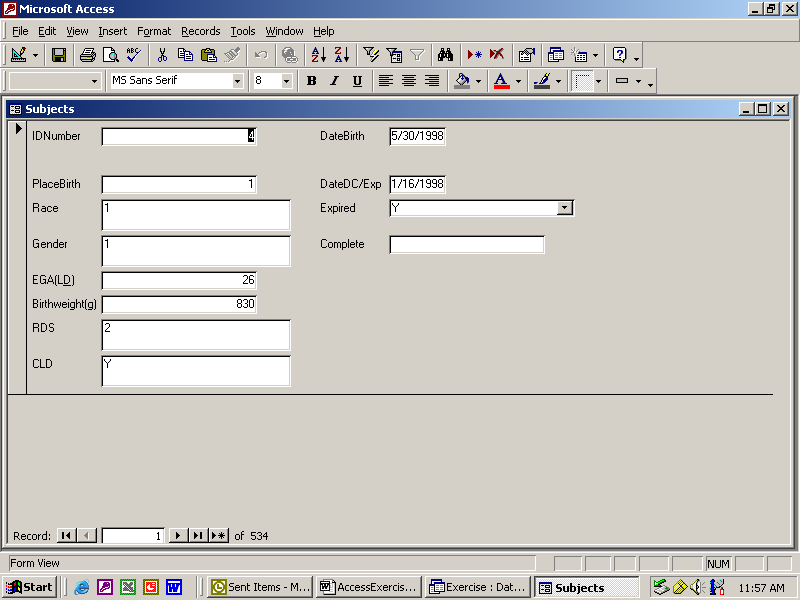 Microsoft Access
File Edit View Insert Format Records Tools Window Help
ABC A Z Z A
MS Sans Serif 8 B I U A
Subjects
IDNumber 4 DateBirth 5/30/1998
PlaceBirth 1 DateDC/Exp 1/16/1998
Race 1 Expired Y
Gender 1 Complete
EGA(LD) 26
Birthweight(g) 830
RDS 2
CLD Y
Record: 1 of 534
Form View NUM
Start Sent Items - M... AccessExercis... Exercise : Dat... Subjects 11:57 AM